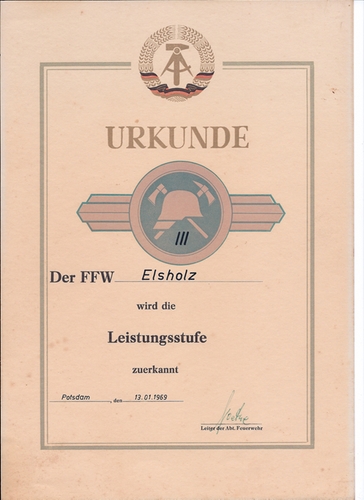 URKUNDE
III
Der FFW Elsholz
wird die
Leistungsstufe
zuerkannt
Potsdam, den 13.01.1969
Leiter der Abt. Feuerwehr